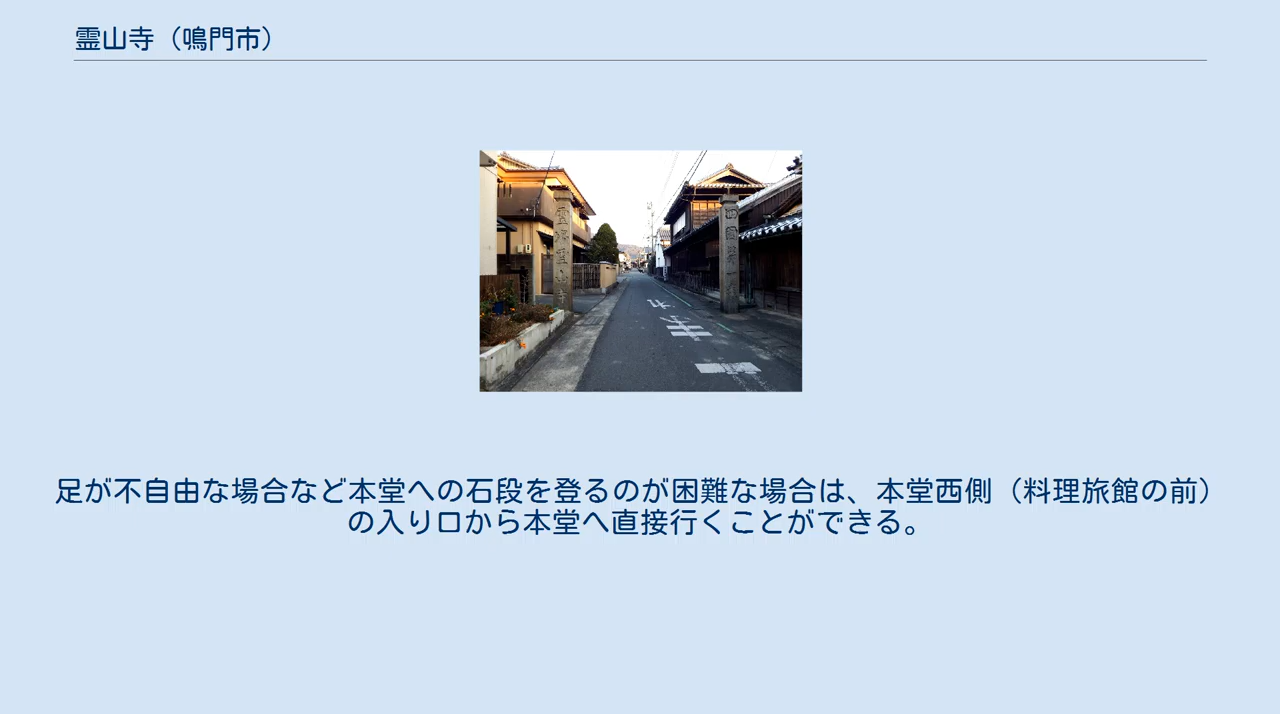 霊山寺（鳴門市）
足が不自由な場合など本堂への石段を登るのが困難な場合は、本堂西側（料理旅館の前）
の入り口から本堂へ直接行くことができる。